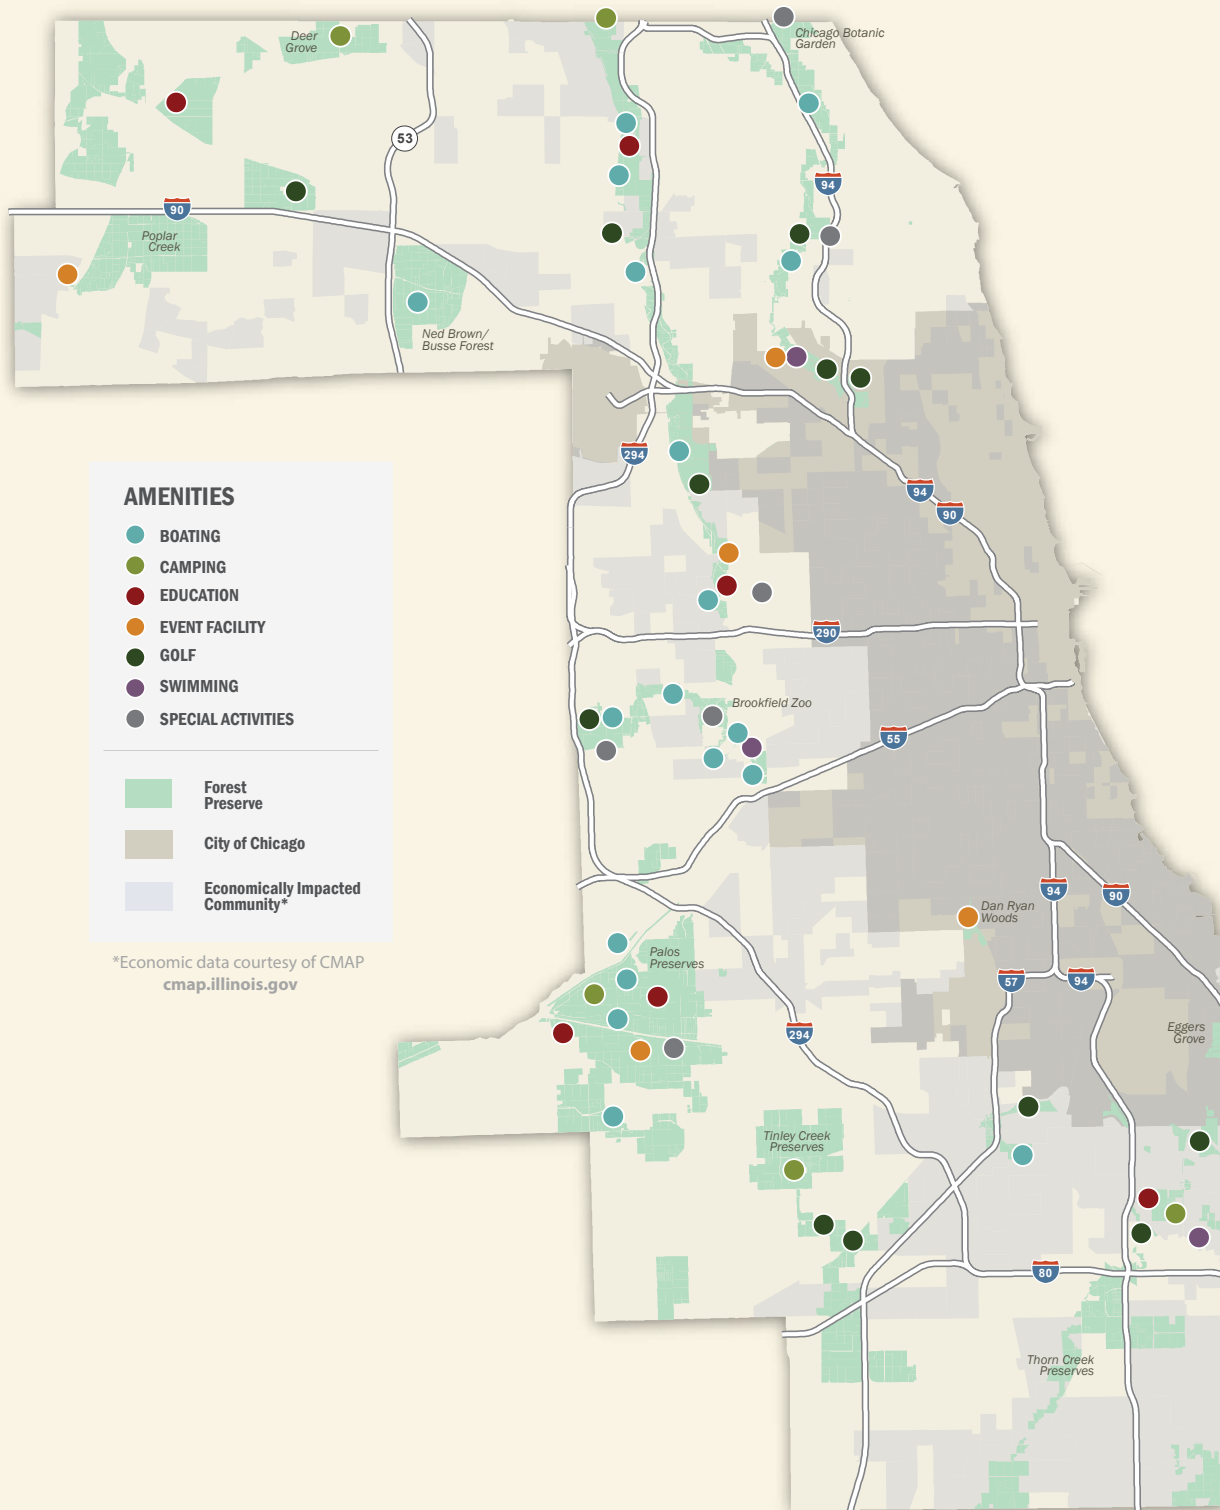 Deer
Grove
Chicago Botanic
Garden
53
94
90
Poplar
Creek
Ned Brown/
Busse Forest
294
94
90
AMENITIES
BOATING
CAMPING
EDUCATION
EVENT FACILITY
GOLF
SWIMMING
SPECIAL ACTIVITIES
Forest
Preserve
City of Chicago
Economically Impacted
Community*
*Economic data courtesy of CMAP
cmap.illinois.gov
290
Brookfield Zoo
55
94
90
Dan Ryan
Woods
Palos
Preserves
57
94
294
Eggers
Grove
Tinley Creek
Preserves
80
Thorn Creek
Preserves